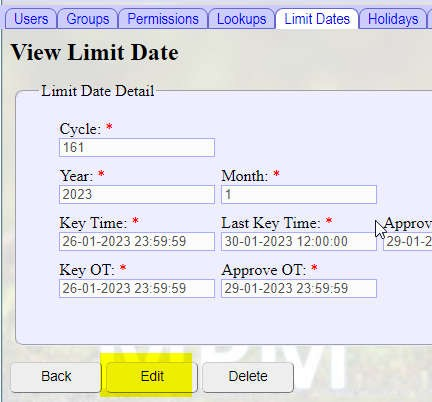 Users Groups Permissions Lookups Limit Dates Holidays
View Limit Date
Limit Date Detail
Cycle: *
161
Year: * Month: *
2023 1
Key Time: * Last Key Time: * Approv
26-01-2023 23:59:59 30-01-2023 12:00:00 29-01-2
Key OT: * Approve OT: *
26-01-2023 23:59:59 29-01-2023 23:59:59
Back Edit Delete